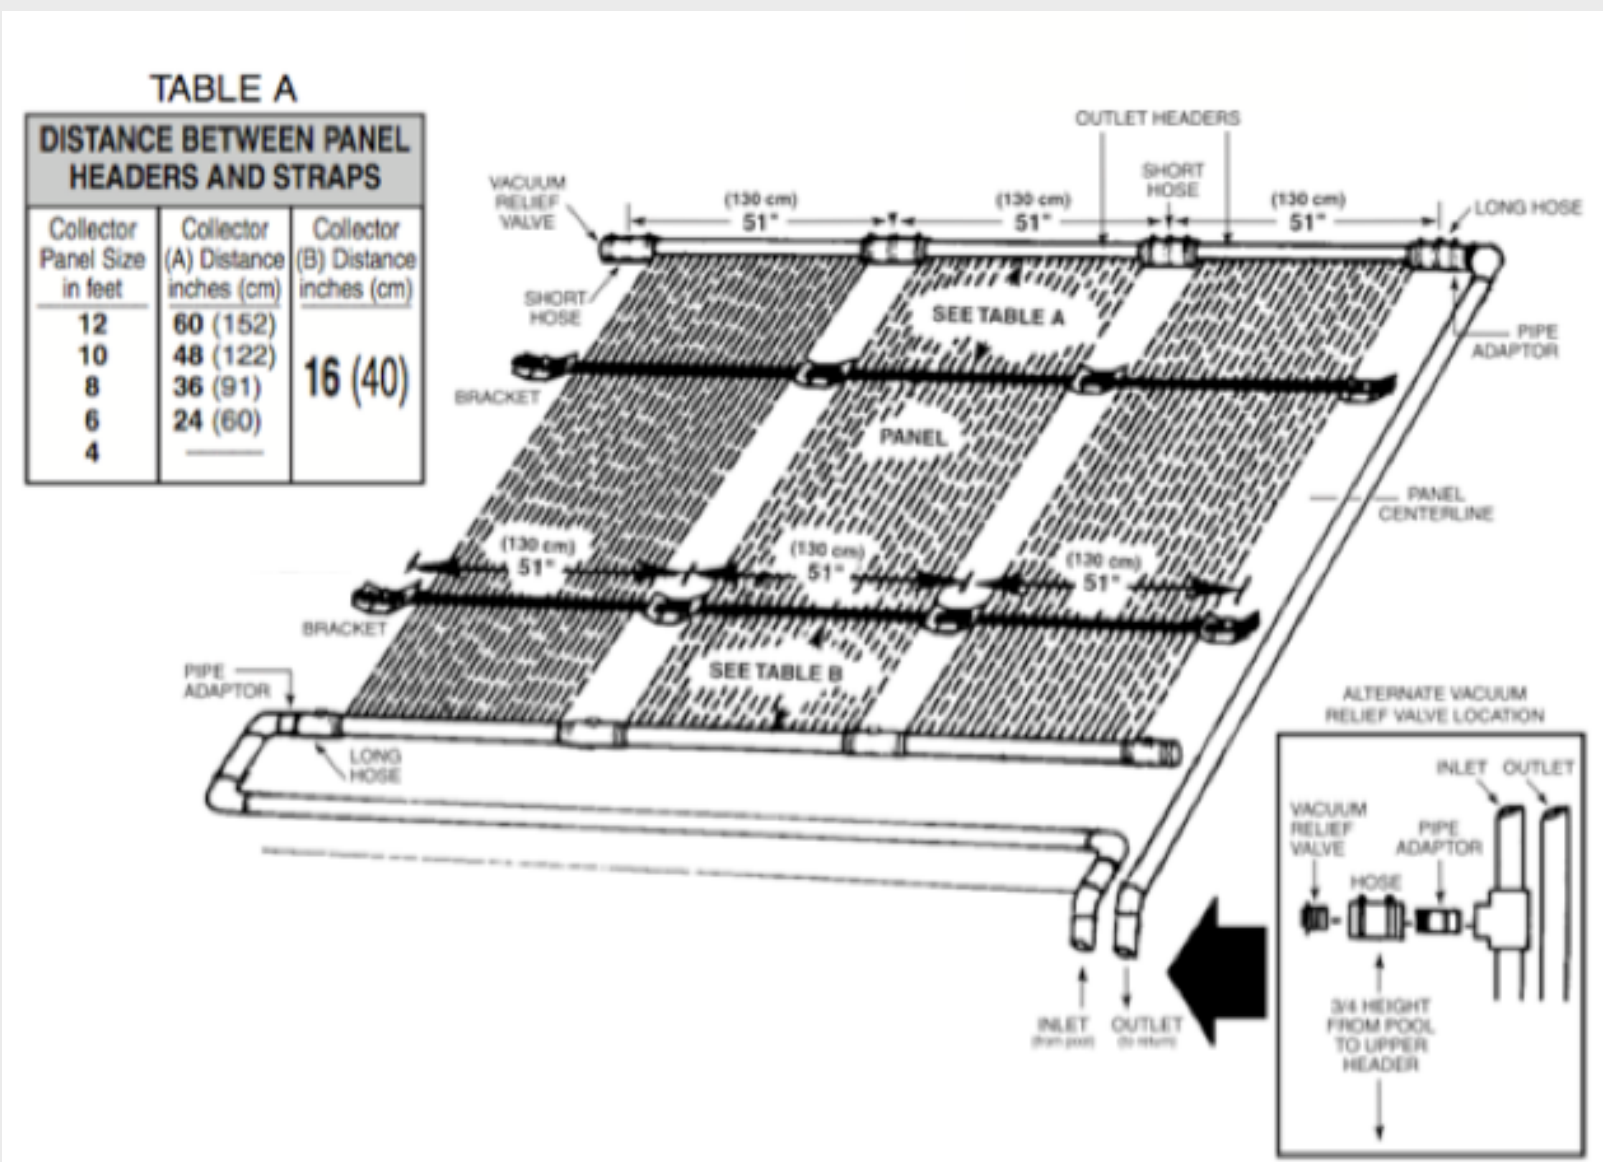 TABLE A
DISTANCE BETWEEN PANEL
HEADERS AND STRAPS
Collector
Panel Size
in feet
Collector
(A) Distance
inches (cm)
Collector
(B) Distance
inches (cm)
12
60 (152)
10
48 (122)
8
36 (91)
6
24 (60)
4
16 (40)
OUTLET HEADERS
VACUUM
RELIEF
VALVE
(130 cm)
51"
(130 cm)
51"
SHORT
HOSE
(130 cm)
51"
LONG HOSE
SHORT
HOSE
SEE TABLE A
PIPE
ADAPTOR
BRACKET
PANEL
PANEL
CENTERLINE
(130 cm)
51"
(130 cm)
51"
(130 cm)
51"
BRACKET
SEE TABLE B
PIPE
ADAPTOR
LONG
HOSE
INLET
(from pool)
OUTLET
(to return)
ALTERNATE VACUUM
RELIEF VALVE LOCATION
INLET OUTLET
VACUUM
RELIEF
VALVE
PIPE
ADAPTOR
HOSE
3/4 HEIGHT
FROM POOL
TO UPPER
HEADER